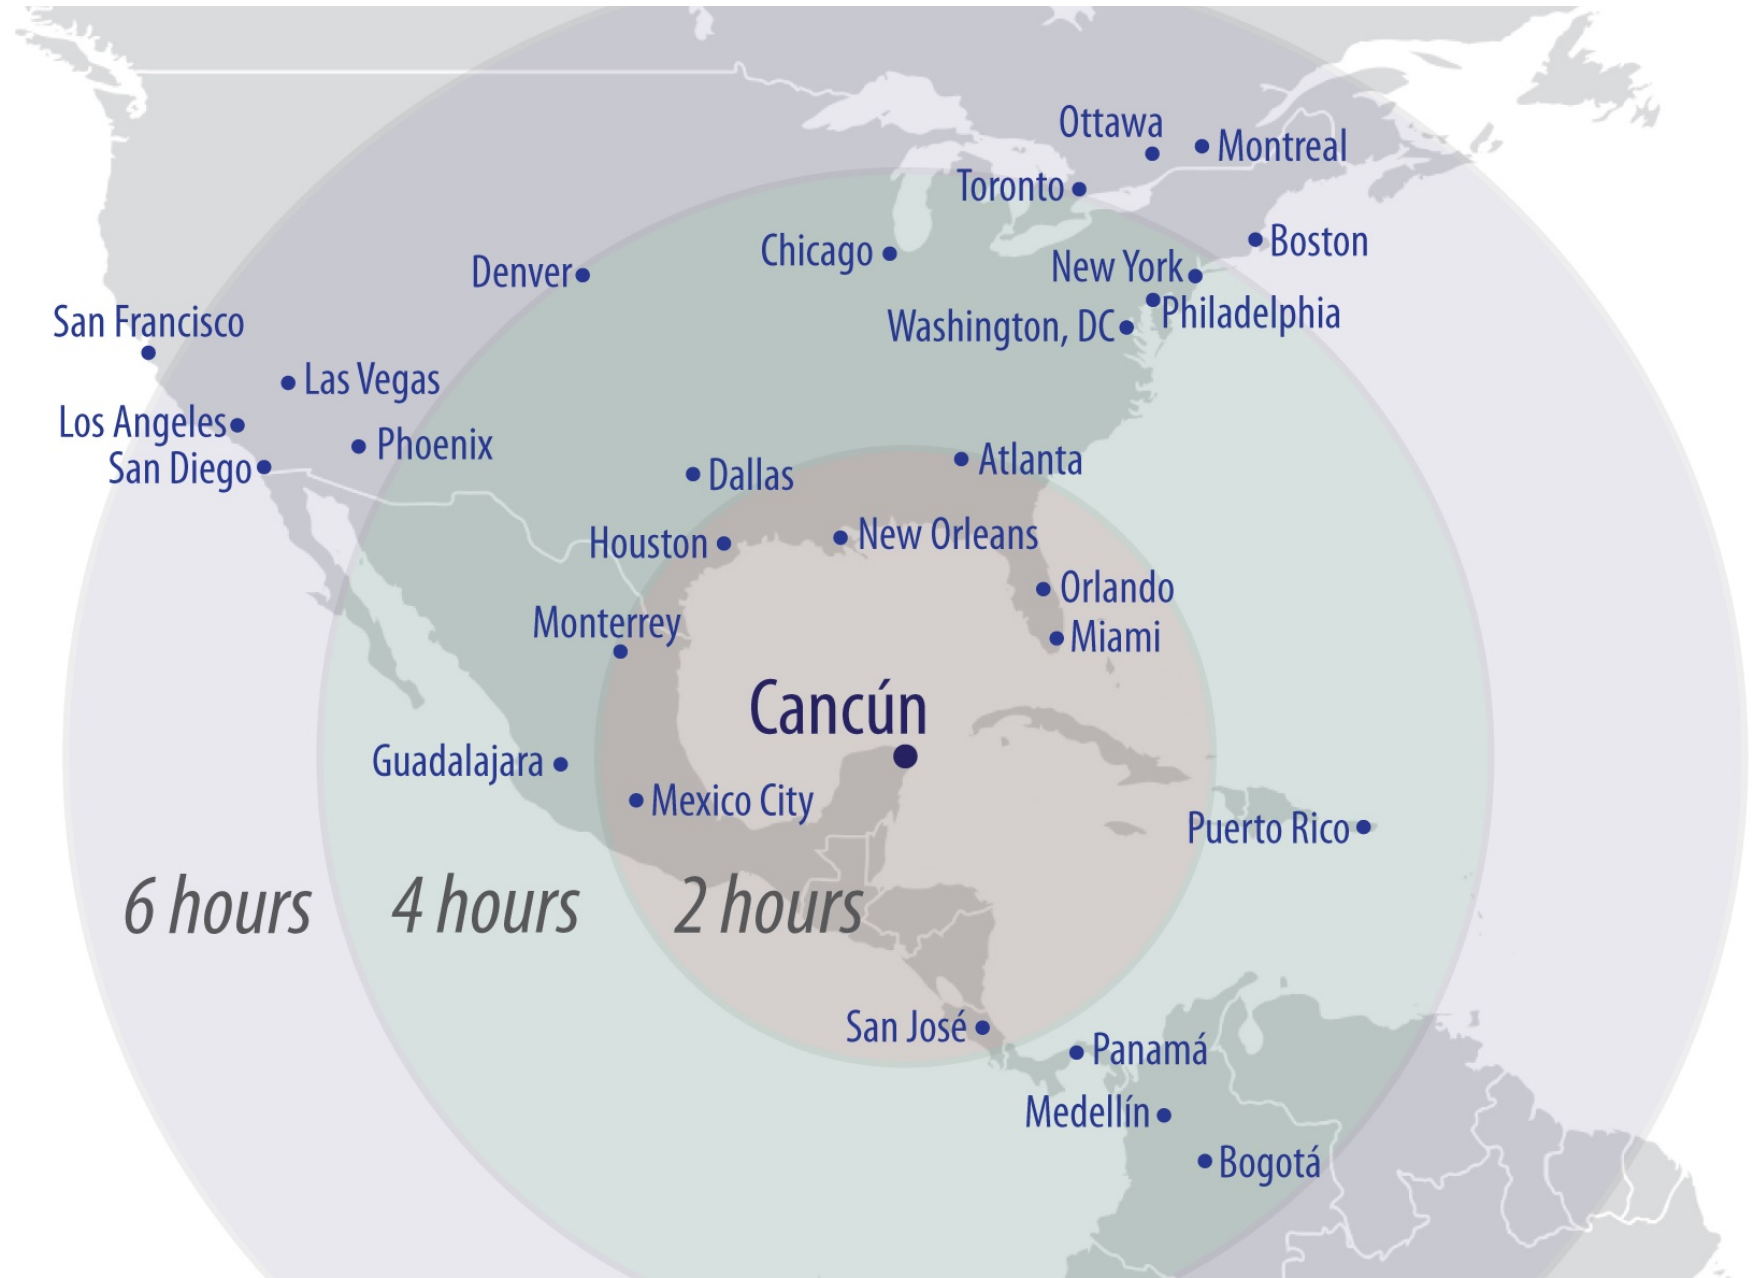 Ottawa
Montreal
Toronto
Boston
Chicago
New York
Denver
Philadelphia
Washington, DC
San Francisco
Las Vegas
Los Angeles
Phoenix
San Diego
Dallas
Atlanta
New Orleans
Houston
Orlando
Monterrey
Miami
Cancún
Guadalajara
Mexico City
Puerto Rico
6 hours
4 hours
2 hours
San José
Panamá
Medellín
Bogotá